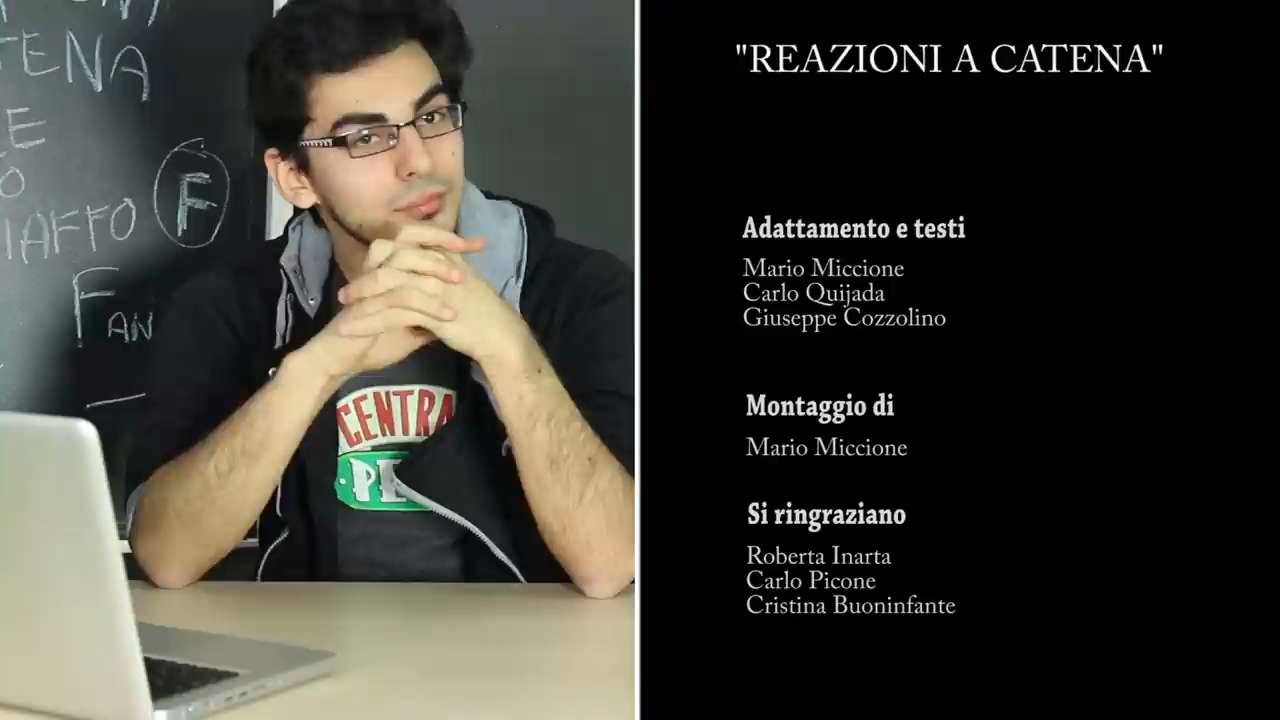 TENA
E
O
IAFFO
F
FAN
CENTRA
PE
"REAZIONI A CATENA"
Adattamento e testi
Mario Miccione
Carlo Quijada
Giuseppe Cozzolino
Montaggio di
Mario Miccione
Si ringraziano
Roberta Inarta
Carlo Picone
Cristina Buoninfante